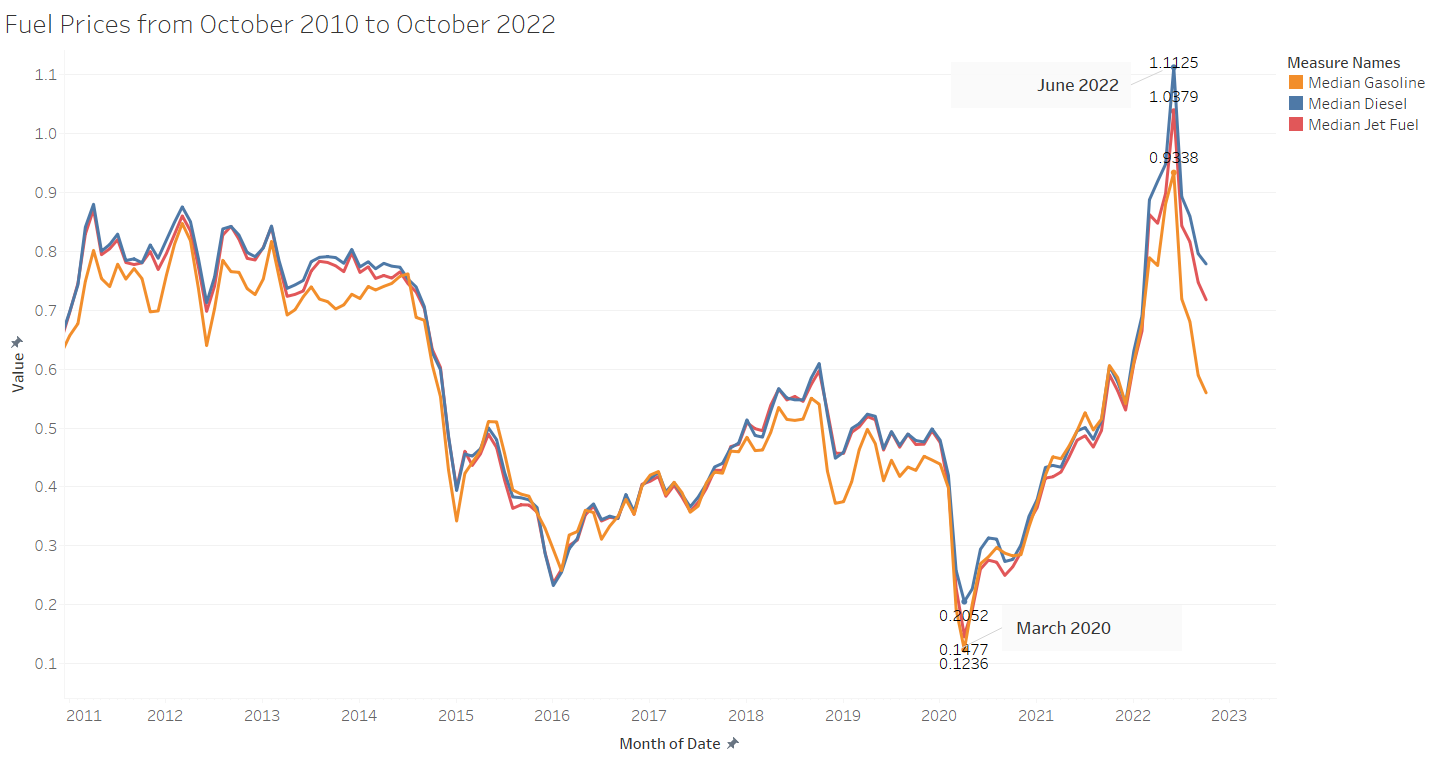 Fuel Prices from October 2010 to October 2022
Measure Names
Median Gasoline
Median Diesel
Median Jet Fuel
1.1125
June 2022
1.0379
0.9338
1.1
1.0
0.9
0.8
0.7
0.6
0.5
0.4
0.3
0.2
0.1
Value
0.2052
March 2020
0.1477
0.1236
2011 2012 2013 2014 2015 2016 2017 2018 2019 2020 2021 2022 2023
Month of Date